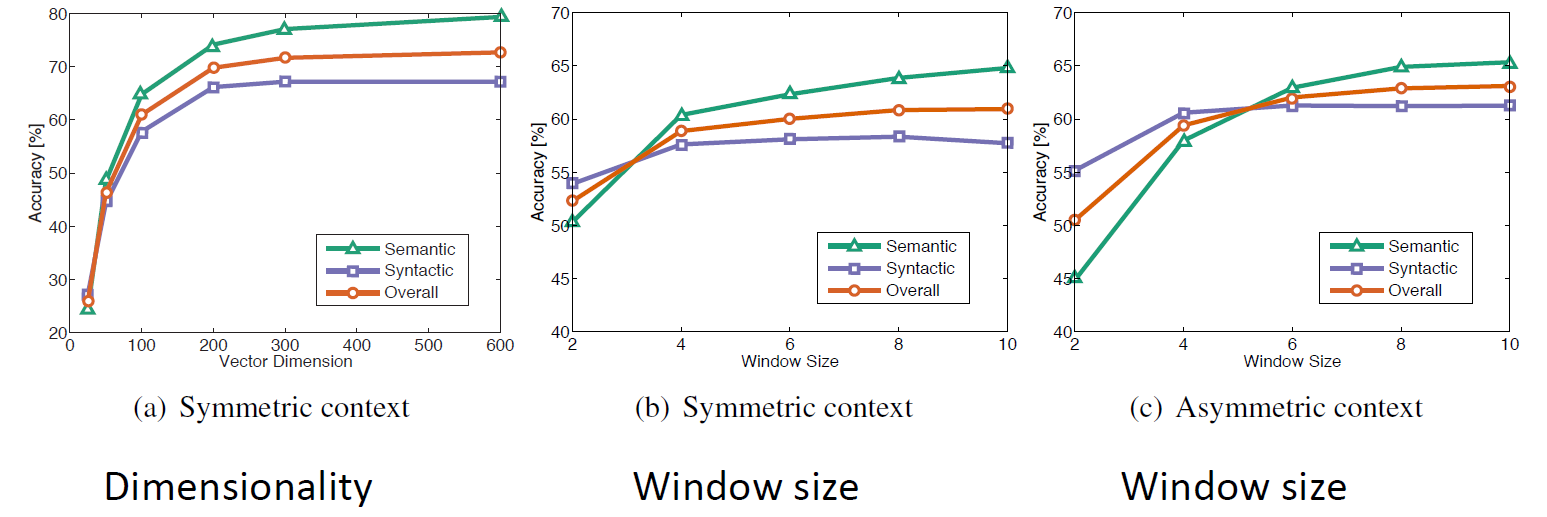 80
70
60
50
40
30
20
0 100 200 300 400 500 600
Accuracy [%]
Vector Dimension
Semantic
Syntactic
Overall
(a) Symmetric context
Dimensionality
70
65
60
55
50
45
40
2 4 6 8 10
Accuracy [%]
Window Size
Semantic
Syntactic
Overall
(b) Symmetric context
Window size
70
65
60
55
50
45
40
2 4 6 8 10
Accuracy [%]
Window Size
Semantic
Syntactic
Overall
(c) Asymmetric context
Window size